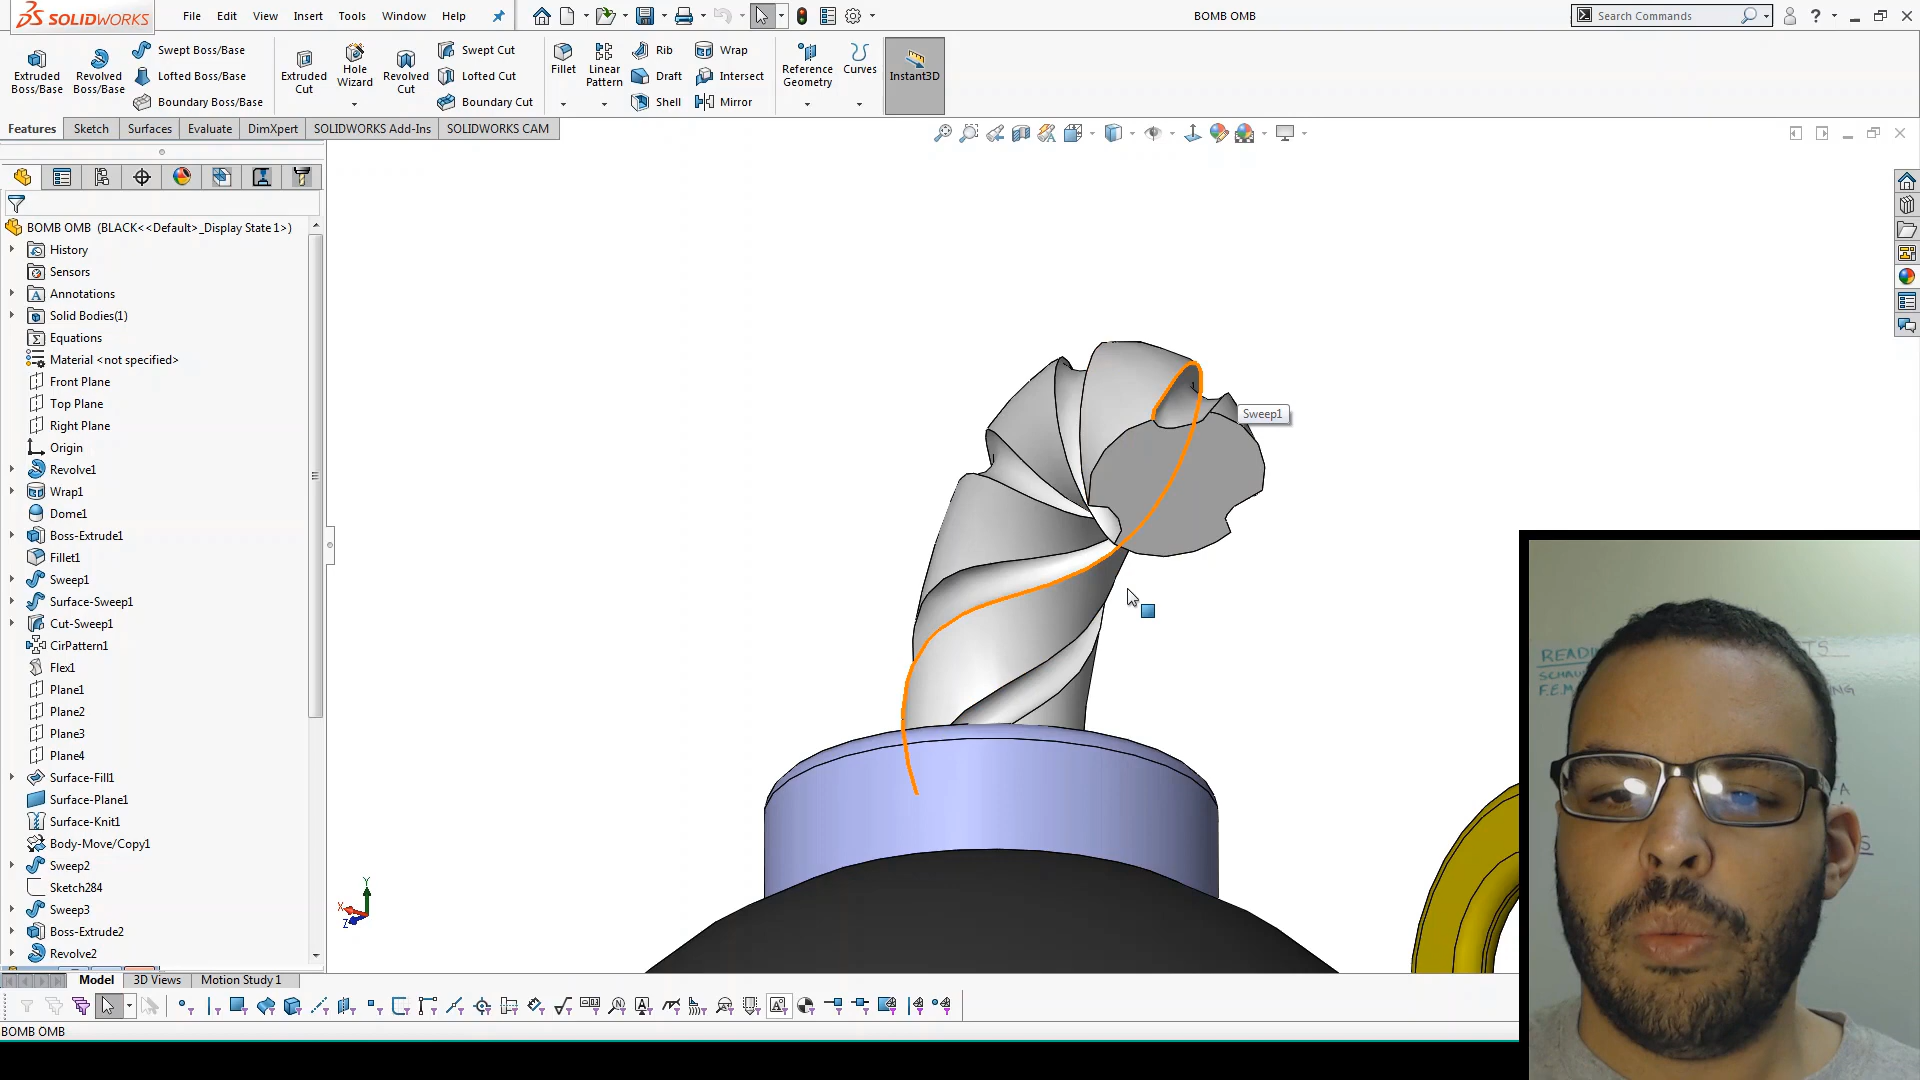 SOLIDWORKS
File Edit View Insert Tools Window Help
BOMB OMB
Search Commands
Extruded Boss/Base
Revolved Boss/Base
Swept Boss/Base
Lofted Boss/Base
Boundary Boss/Base
Extruded Cut
Hole Wizard
Revolved Cut
Swept Cut
Lofted Cut
Boundary Cut
Fillet
Linear Pattern
Rib
Draft
Shell
Wrap
Intersect
Mirror
Reference Geometry
Curves
Instant3D
Features Sketch Surfaces Evaluate DimXpert SOLIDWORKS Add-Ins SOLIDWORKS CAM
BOMB OMB (BLACK<<Default>_Display State 1>)
History
Sensors
Annotations
Solid Bodies(1)
Equations
Material <not specified>
Front Plane
Top Plane
Right Plane
Origin
Revolve1
Wrap1
Dome1
Boss-Extrude1
Fillet1
Sweep1
Surface-Sweep1
Cut-Sweep1
CirPattern1
Flex1
Plane1
Plane2
Plane3
Plane4
Surface-Fill1
Surface-Plane1
Surface-Knit1
Body-Move/Copy1
Sweep2
Sketch284
Sweep3
Boss-Extrude2
Revolve2
Sweep1
Y
X
Z
Model 3D Views Motion Study 1
BOMB OMB